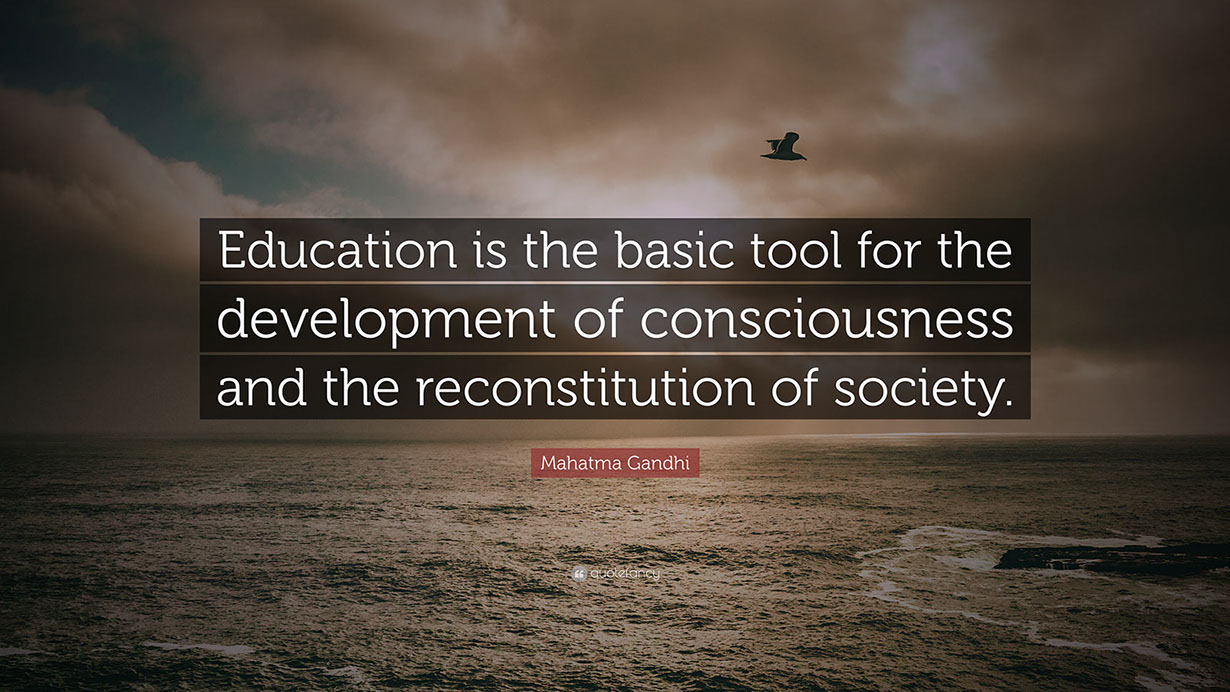 Education is the basic tool for the
development of consciousness
and the reconstitution of society.
Mahatma Gandhi
quotefancy